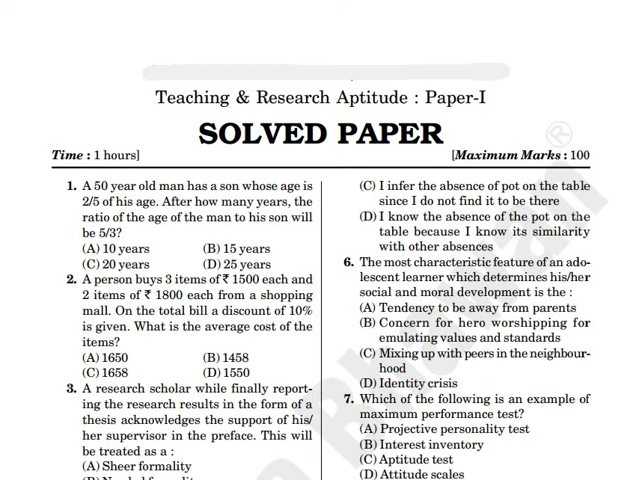 Teaching & Research Aptitude : Paper-I
SOLVED PAPER
Time : 1 hours]
[Maximum Marks : 100
1. A 50 year old man has a son whose age is
2/5 of his age. After how many years, the
ratio of the age of the man to his son will
be 5/3?
(A) 10 years (B) 15 years
(C) 20 years (D) 25 years
2. A person buys 3 items of ₹ 1500 each and
2 items of ₹ 1800 each from a shopping
mall. On the total bill a discount of 10%
is given. What is the average cost of the
items?
(A) 1650 (B) 1458
(C) 1658 (D) 1550
3. A research scholar while finally report-
ing the research results in the form of a
thesis acknowledges the support of his/
her supervisor in the preface. This will
be treated as a :
(A) Sheer formality
(C) I infer the absence of pot on the table
since I do not find it to be there
(D) I know the absence of the pot on the
table because I know its similarity
with other absences
6. The most characteristic feature of an ado-
lescent learner which determines his/her
social and moral development is the :
(A) Tendency to be away from parents
(B) Concern for hero worshipping for
emulating values and standards
(C) Mixing up with peers in the neighbour-
hood
(D) Identity crisis
7. Which of the following is an example of
maximum performance test?
(A) Projective personality test
(B) Interest inventory
(C) Aptitude test
(D) Attitude scales